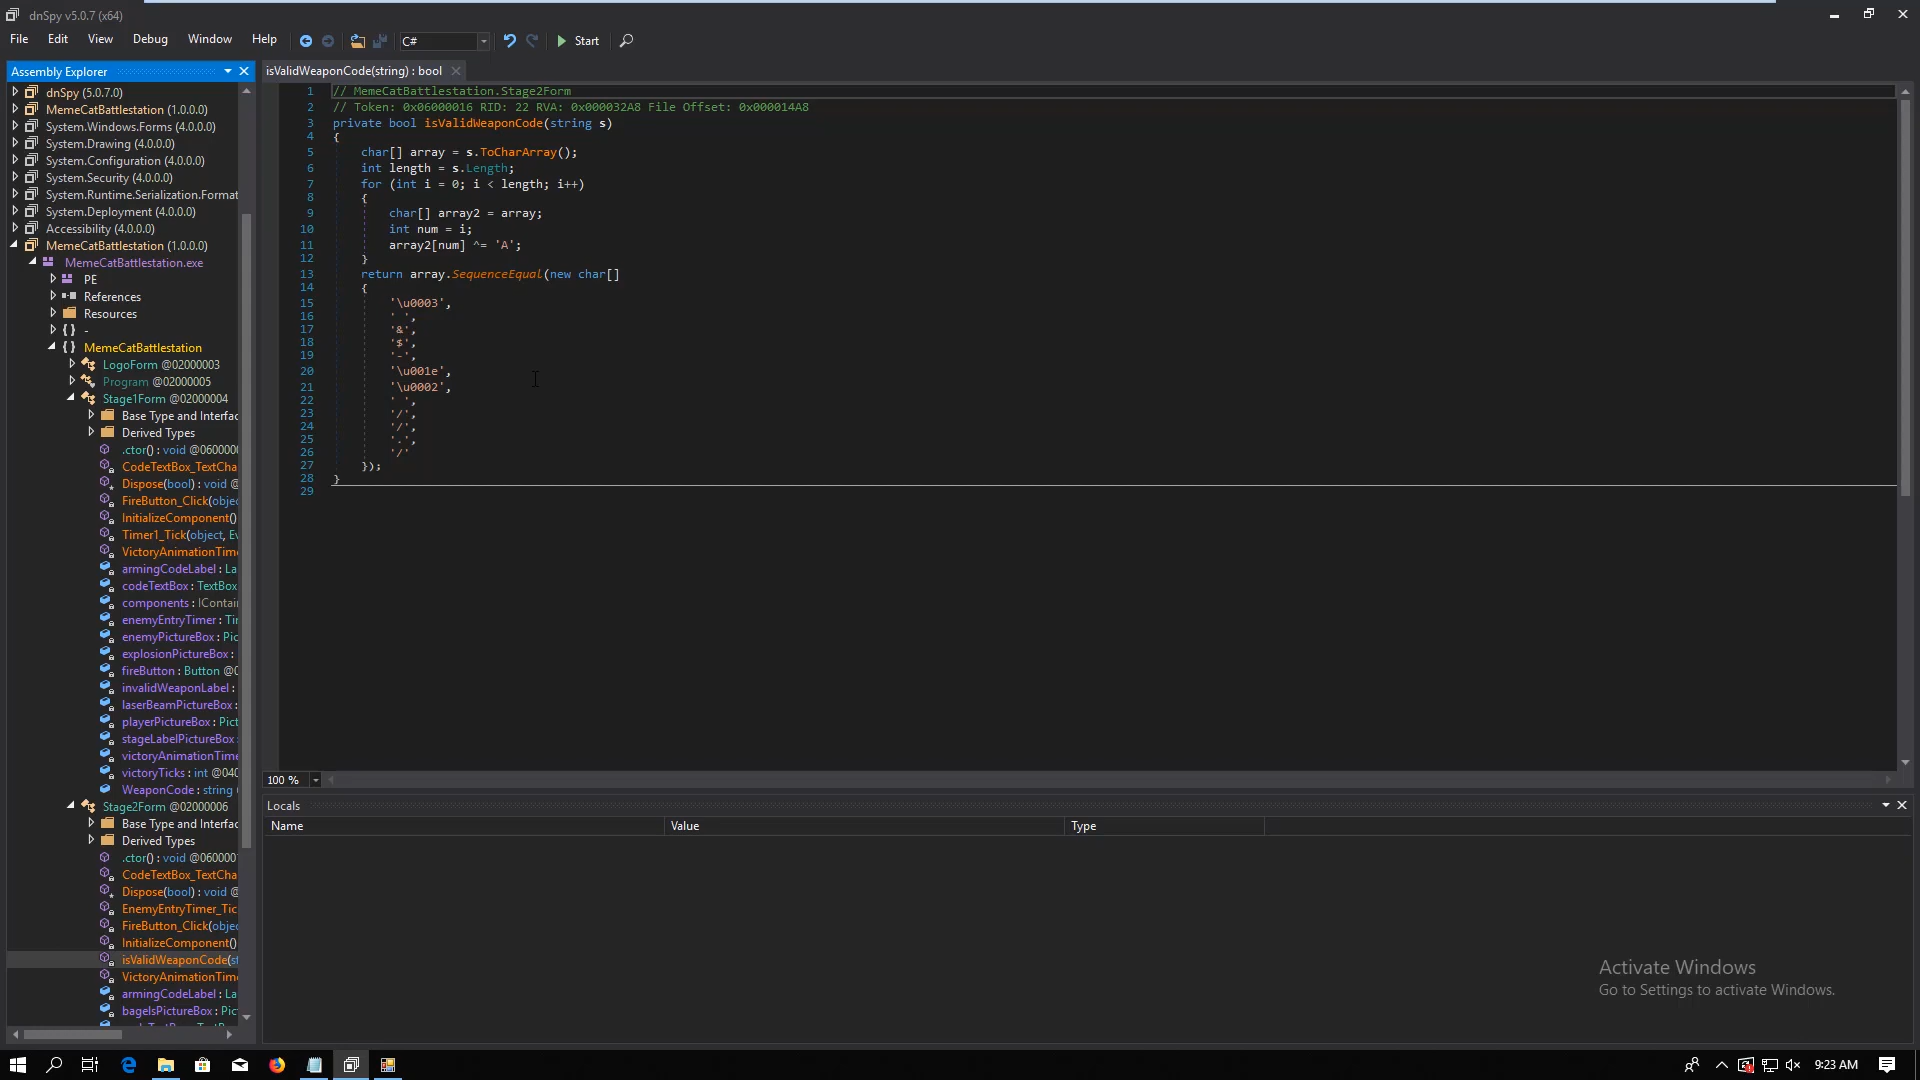 dnSpy v5.0.7 (x64)
File Edit View Debug Window Help C# Start
Assembly Explorer
dnSpy (5.0.7.0)
MemeCatBattlestation (1.0.0.0)
System.Windows.Forms (4.0.0.0)
System.Drawing (4.0.0.0)
System.Configuration (4.0.0.0)
System.Security (4.0.0.0)
System.Runtime.Serialization.Format
System.Deployment (4.0.0.0)
Accessibility (4.0.0.0)
MemeCatBattlestation (1.0.0.0)
MemeCatBattlestation.exe
PE
References
Resources
{ } -
{ } MemeCatBattlestation
LogoForm @02000003
Program @02000005
Stage1Form @02000004
Base Type and Interfac
Derived Types
.ctor() : void @060000
CodeTextBox_TextCha
Dispose(bool) : void @
FireButton_Click(objec
InitializeComponent()
Timer1_Tick(object, Ev
VictoryAnimationTime
armingCodeLabel : La
codeTextBox : TextBox
components : IContain
enemyEntryTimer : Tim
enemyPictureBox : Pic
explosionPictureBox :
fireButton : Button @0
invalidWeaponLabel :
laserBeamPictureBox :
playerPictureBox : Pict
stageLabelPictureBox
victoryAnimationTime
victoryTicks : int @040
WeaponCode : string
Stage2Form @02000006
Base Type and Interfac
Derived Types
.ctor() : void @060000
CodeTextBox_TextCha
Dispose(bool) : void @
EnemyEntryTimer_Tic
FireButton_Click(objec
InitializeComponent()
isValidWeaponCode(st
VictoryAnimationTime
armingCodeLabel : La
bagelsPictureBox : Pic
isValidWeaponCode(string) : bool
1 // MemeCatBattlestation.Stage2Form
2 // Token: 0x06000016 RID: 22 RVA: 0x000032A8 File Offset: 0x000014A8
3 private bool isValidWeaponCode(string s)
4 {
5 char[] array = s.ToCharArray();
6 int length = s.Length;
7 for (int i = 0; i < length; i++)
8 {
9 char[] array2 = array;
10 int num = i;
11 array2[num] ^= 'A';
12 }
13 return array.SequenceEqual(new char[]
14 {
15 '\u0003',
16 ' ',
17 '&',
18 '$',
19 '-',
20 '\u001e',
21 '\u0002',
22 ' ',
23 '/',
24 '/',
25 '.',
26 '/'
27 });
28 }
29
100 %
Locals
Name Value Type
Activate Windows
Go to Settings to activate Windows.
9:23 AM